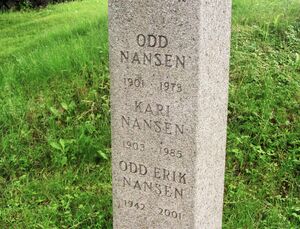 ODD
NANSEN
1901 1973
KARI
NANSEN
1903 1985
ODD ERIK
NANSEN
1942 2001